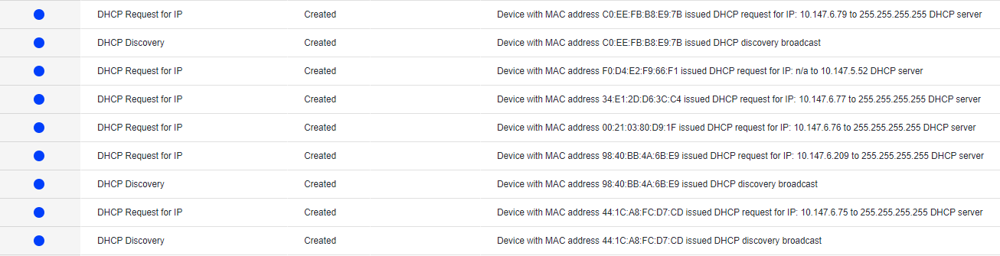 DHCP Request for IP Created Device with MAC address C0:EE:FB:B8:E9:7B issued DHCP request for IP: 10.147.6.79 to 255.255.255.255 DHCP server
DHCP Discovery Created Device with MAC address C0:EE:FB:B8:E9:7B issued DHCP discovery broadcast
DHCP Request for IP Created Device with MAC address F0:D4:E2:F9:66:F1 issued DHCP request for IP: n/a to 10.147.5.52 DHCP server
DHCP Request for IP Created Device with MAC address 34:E1:2D:D6:3C:C4 issued DHCP request for IP: 10.147.6.77 to 255.255.255.255 DHCP server
DHCP Request for IP Created Device with MAC address 00:21:03:80:D9:1F issued DHCP request for IP: 10.147.6.76 to 255.255.255.255 DHCP server
DHCP Request for IP Created Device with MAC address 98:40:BB:4A:6B:E9 issued DHCP request for IP: 10.147.6.209 to 255.255.255.255 DHCP server
DHCP Discovery Created Device with MAC address 98:40:BB:4A:6B:E9 issued DHCP discovery broadcast
DHCP Request for IP Created Device with MAC address 44:1C:A8:FC:D7:CD issued DHCP request for IP: 10.147.6.75 to 255.255.255.255 DHCP server
DHCP Discovery Created Device with MAC address 44:1C:A8:FC:D7:CD issued DHCP discovery broadcast